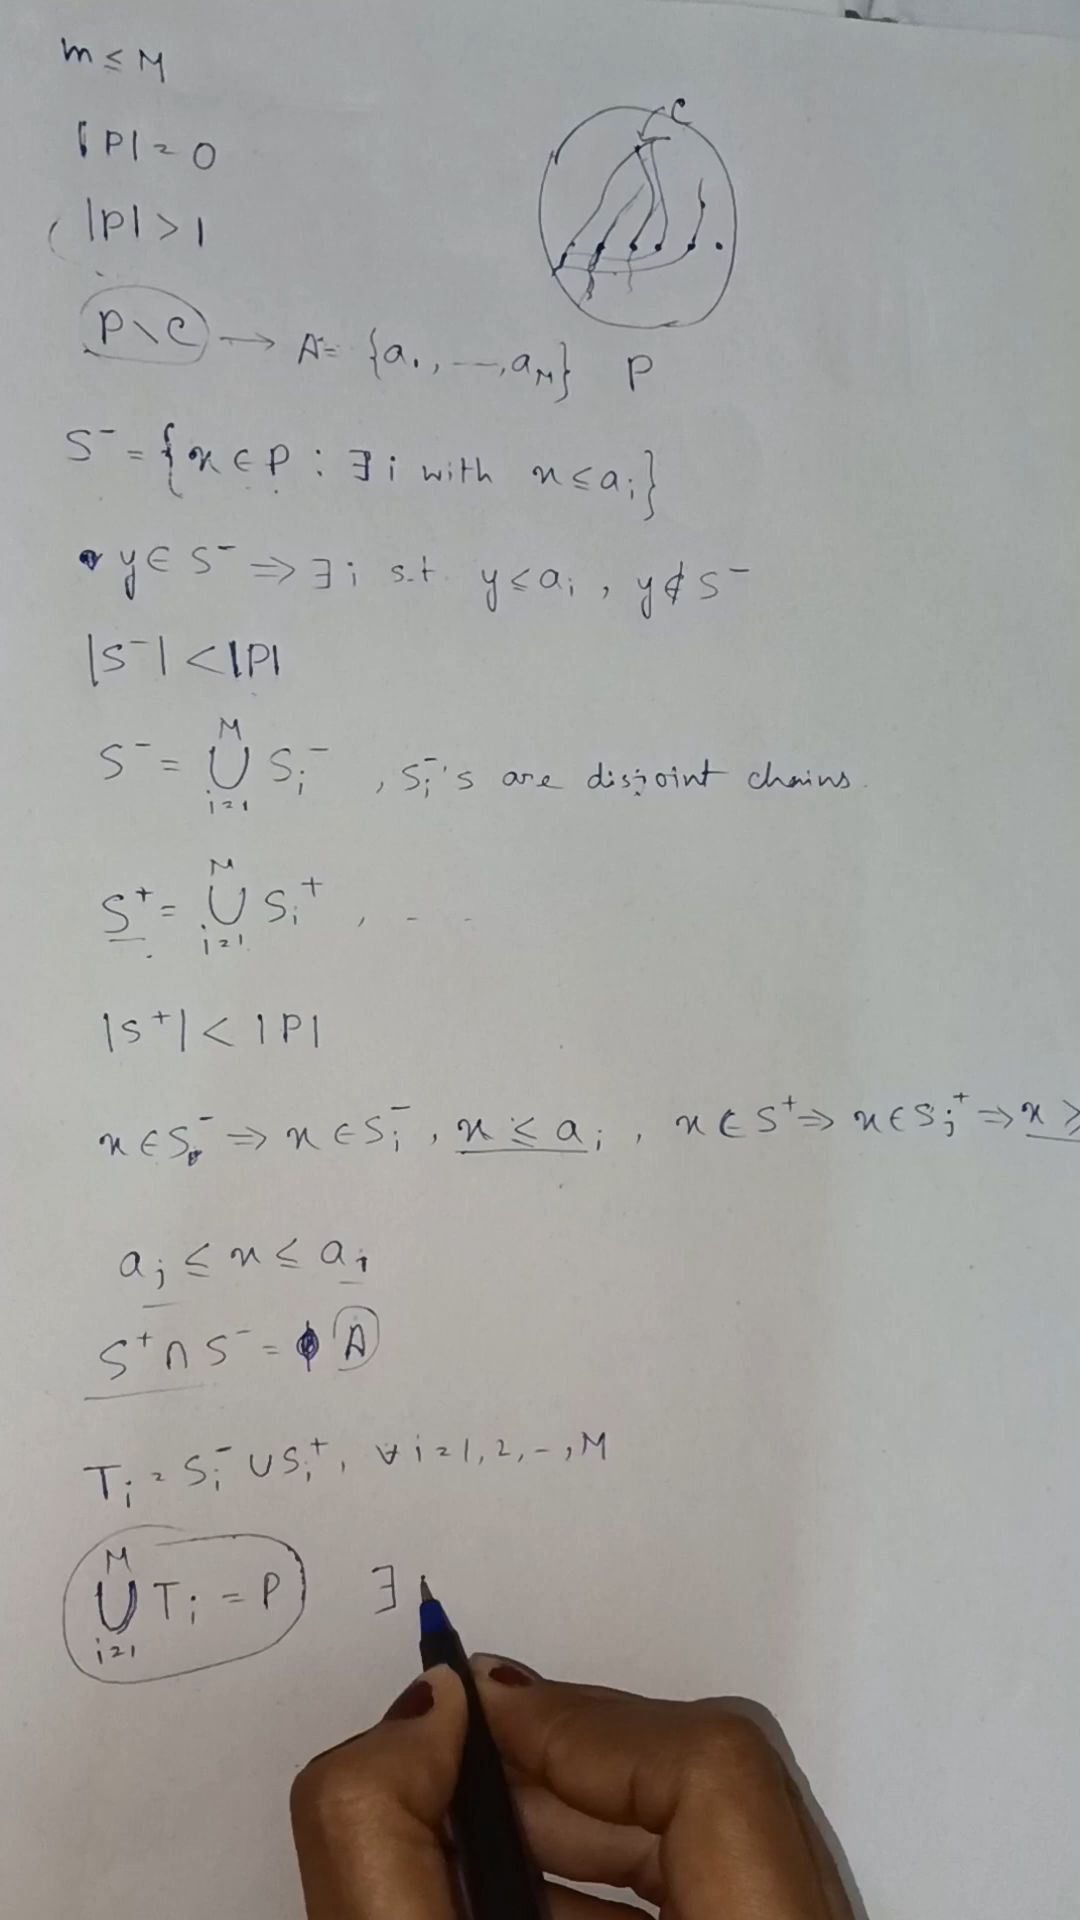 m ≤ M
|P| = 0
C
|P| > 1
P \ C → A = {a₁, —, a_M} P
S⁻ = {x ∈ P : ∃ i with x ≤ aᵢ}
• y ∈ S⁻ ⇒ ∃ i s.t. y ≤ aᵢ , y ∉ S⁻
|S⁻| < |P|
S⁻ = ⋃ᵢ₌₁ᴹ Sᵢ⁻ , Sᵢ⁻'s are disjoint chains.
S⁺ = ⋃ᵢ₌₁ᴹ Sᵢ⁺ , - -
|S⁺| < |P|
x ∈ S⁻ ⇒ x ∈ Sᵢ⁻ , x ≤ aᵢ , x ∈ S⁺ ⇒ x ∈ Sⱼ⁺ ⇒ x ≥
aⱼ ≤ x ≤ aᵢ
S⁺ ∩ S⁻ = A
Tᵢ = Sᵢ⁻ ∪ Sᵢ⁺, ∀ i = 1, 2, -, M
⋃ᵢ₌₁ᴹ Tᵢ = P ∃